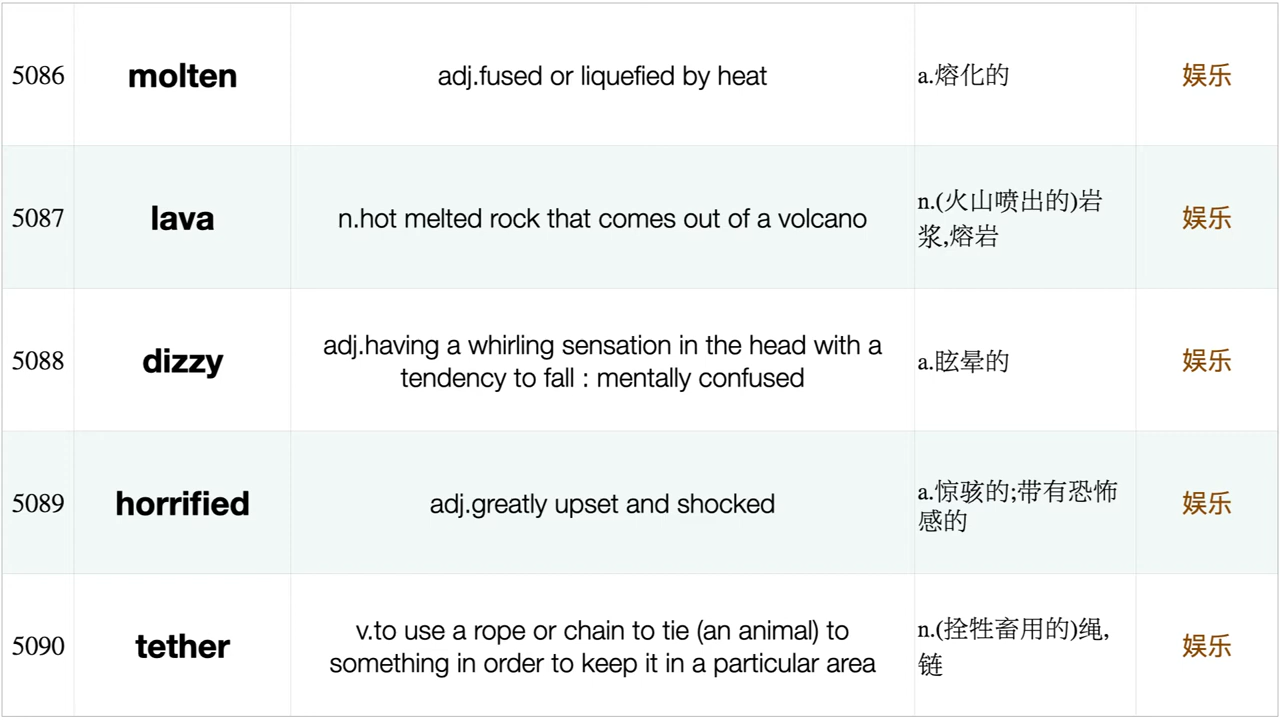 5086 molten adj.fused or liquefied by heat a.熔化的 娱乐
5087 lava n.hot melted rock that comes out of a volcano n.(火山喷出的)岩
浆,熔岩 娱乐
5088 dizzy adj.having a whirling sensation in the head with a
tendency to fall : mentally confused a.眩晕的 娱乐
5089 horrified adj.greatly upset and shocked a.惊骇的;带有恐怖
感的 娱乐
5090 tether v.to use a rope or chain to tie (an animal) to
something in order to keep it in a particular area n.(拴牲畜用的)绳,
链 娱乐